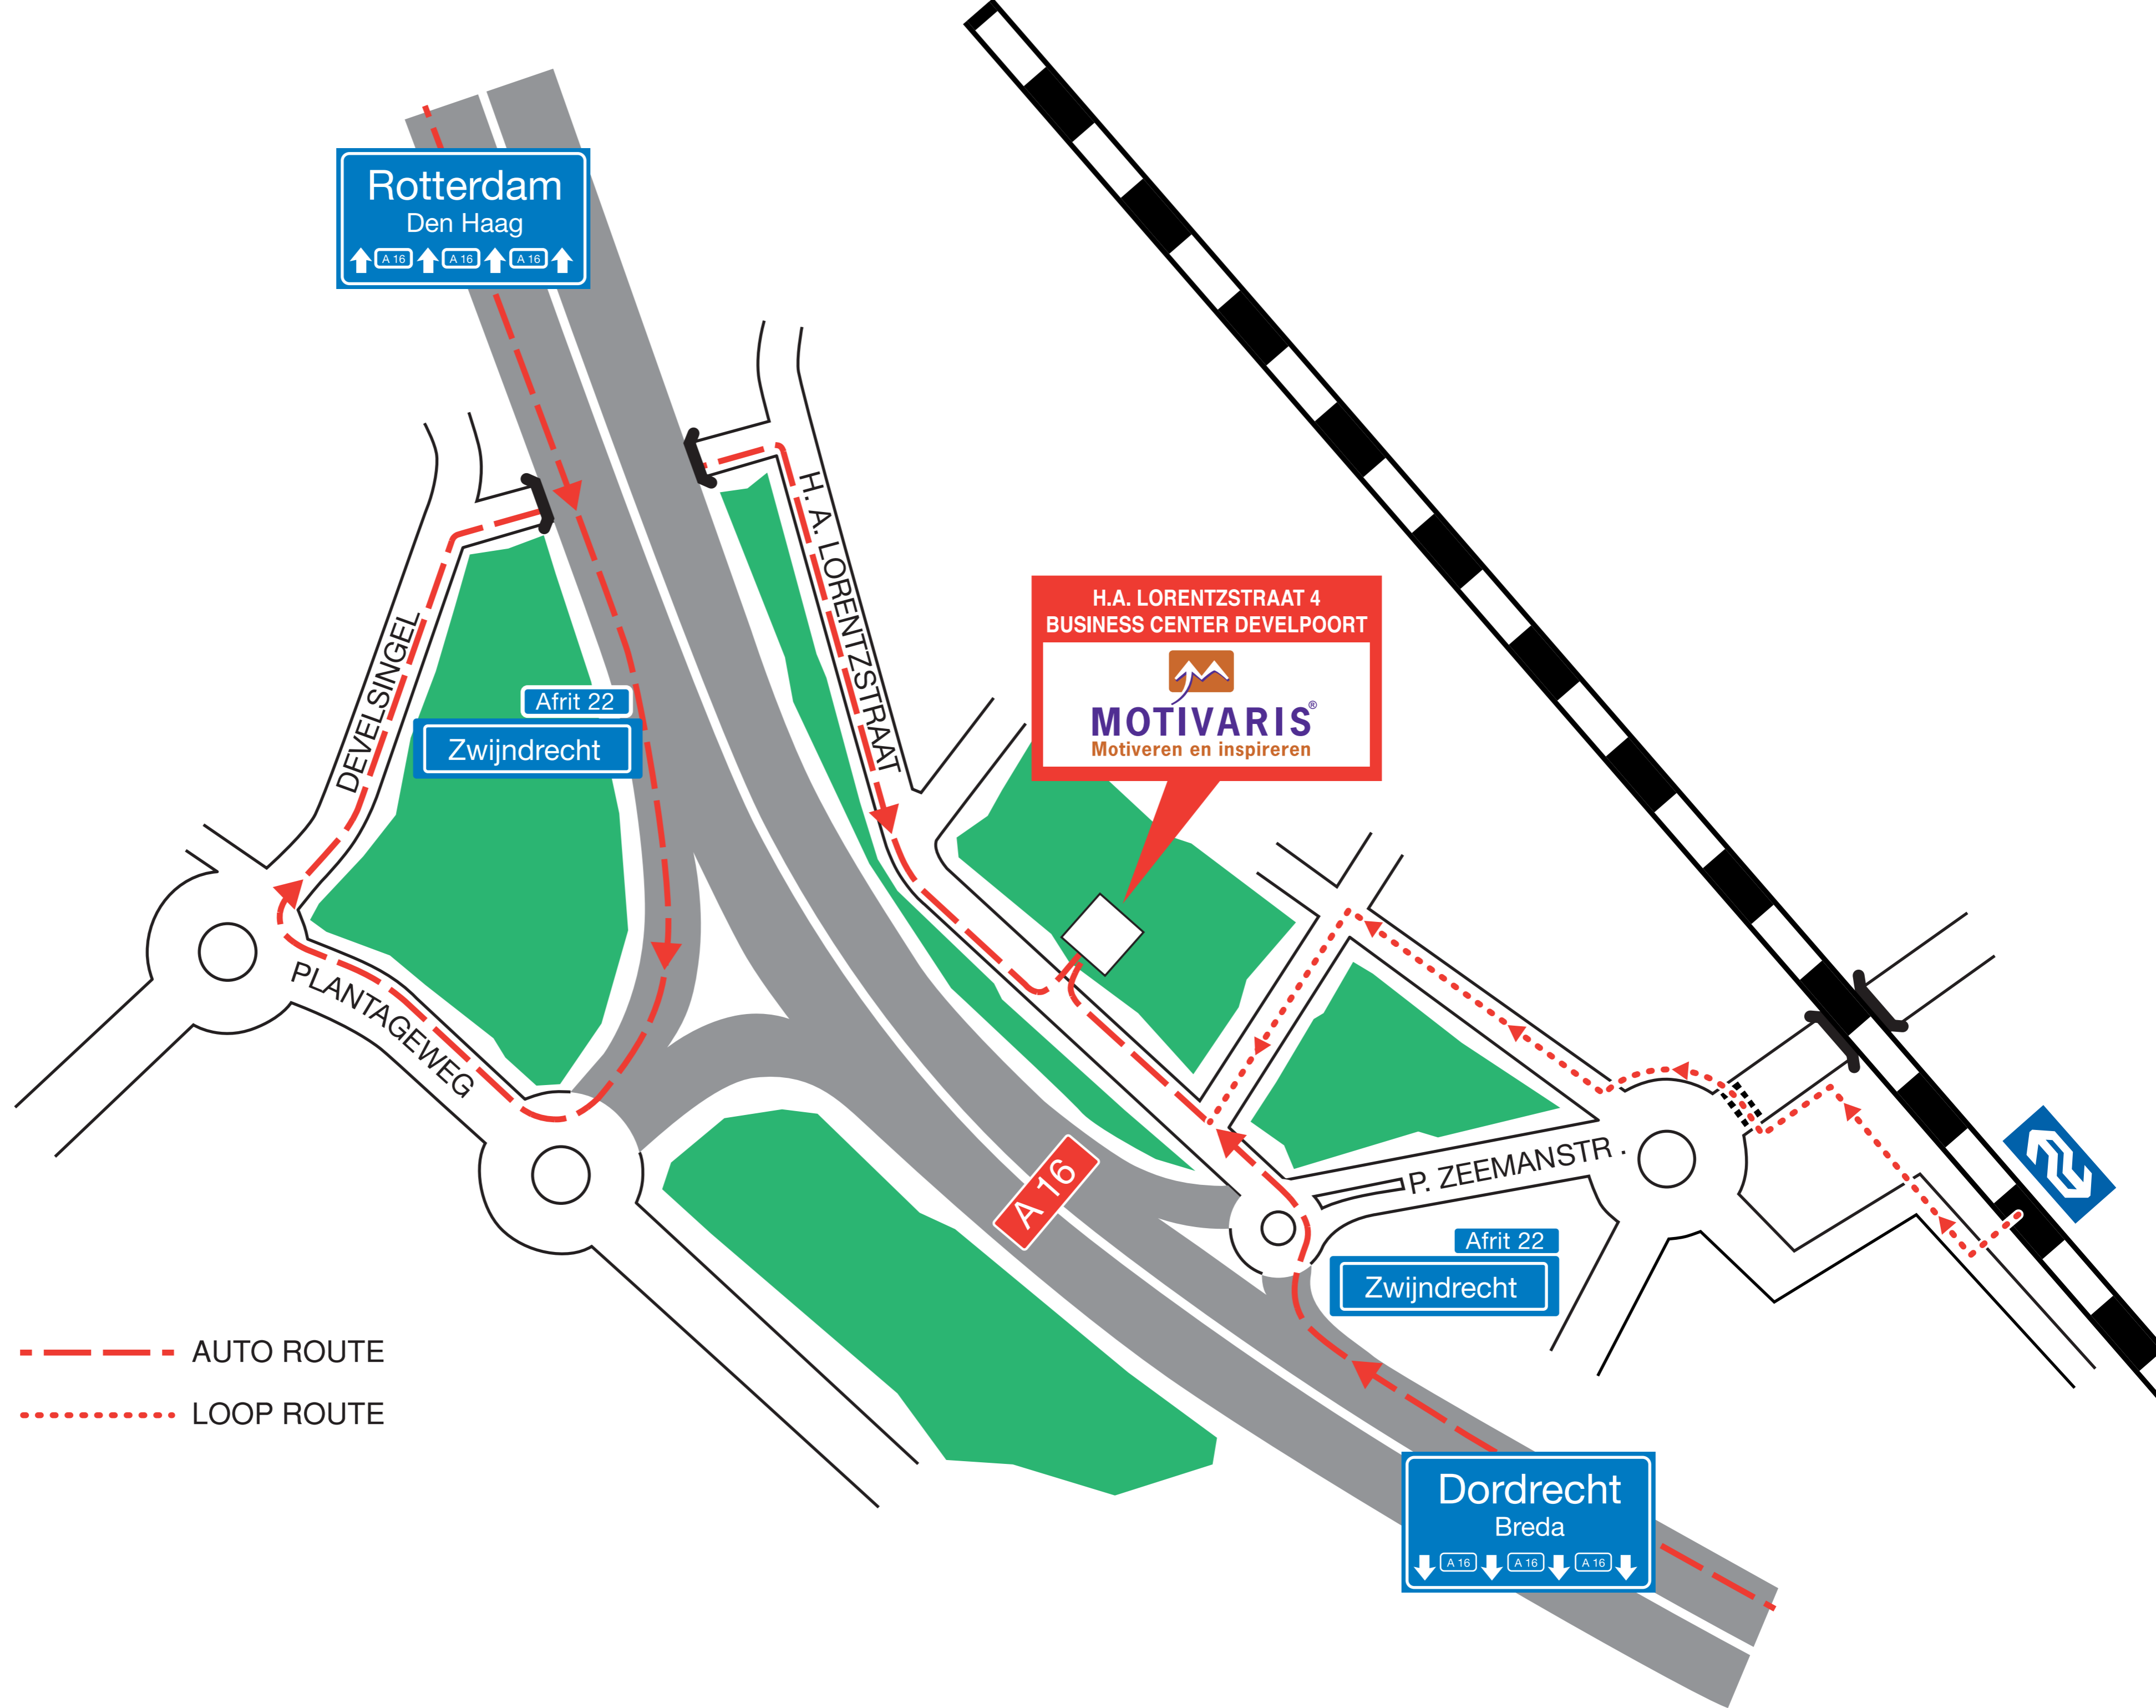 Rotterdam
Den Haag
A 16 A 16 A 16
H. A. LORENTZSTRAAT
H.A. LORENTZSTRAAT 4
BUSINESS CENTER DEVELPOORT
MOTIVARIS®
Motiveren en inspireren
DEVELSINGEL
Afrit 22
Zwijndrecht
PLANTAGEWEG
A 16
P. ZEEMANSTR.
Afrit 22
Zwijndrecht
AUTO ROUTE
LOOP ROUTE
Dordrecht
Breda
A 16 A 16 A 16